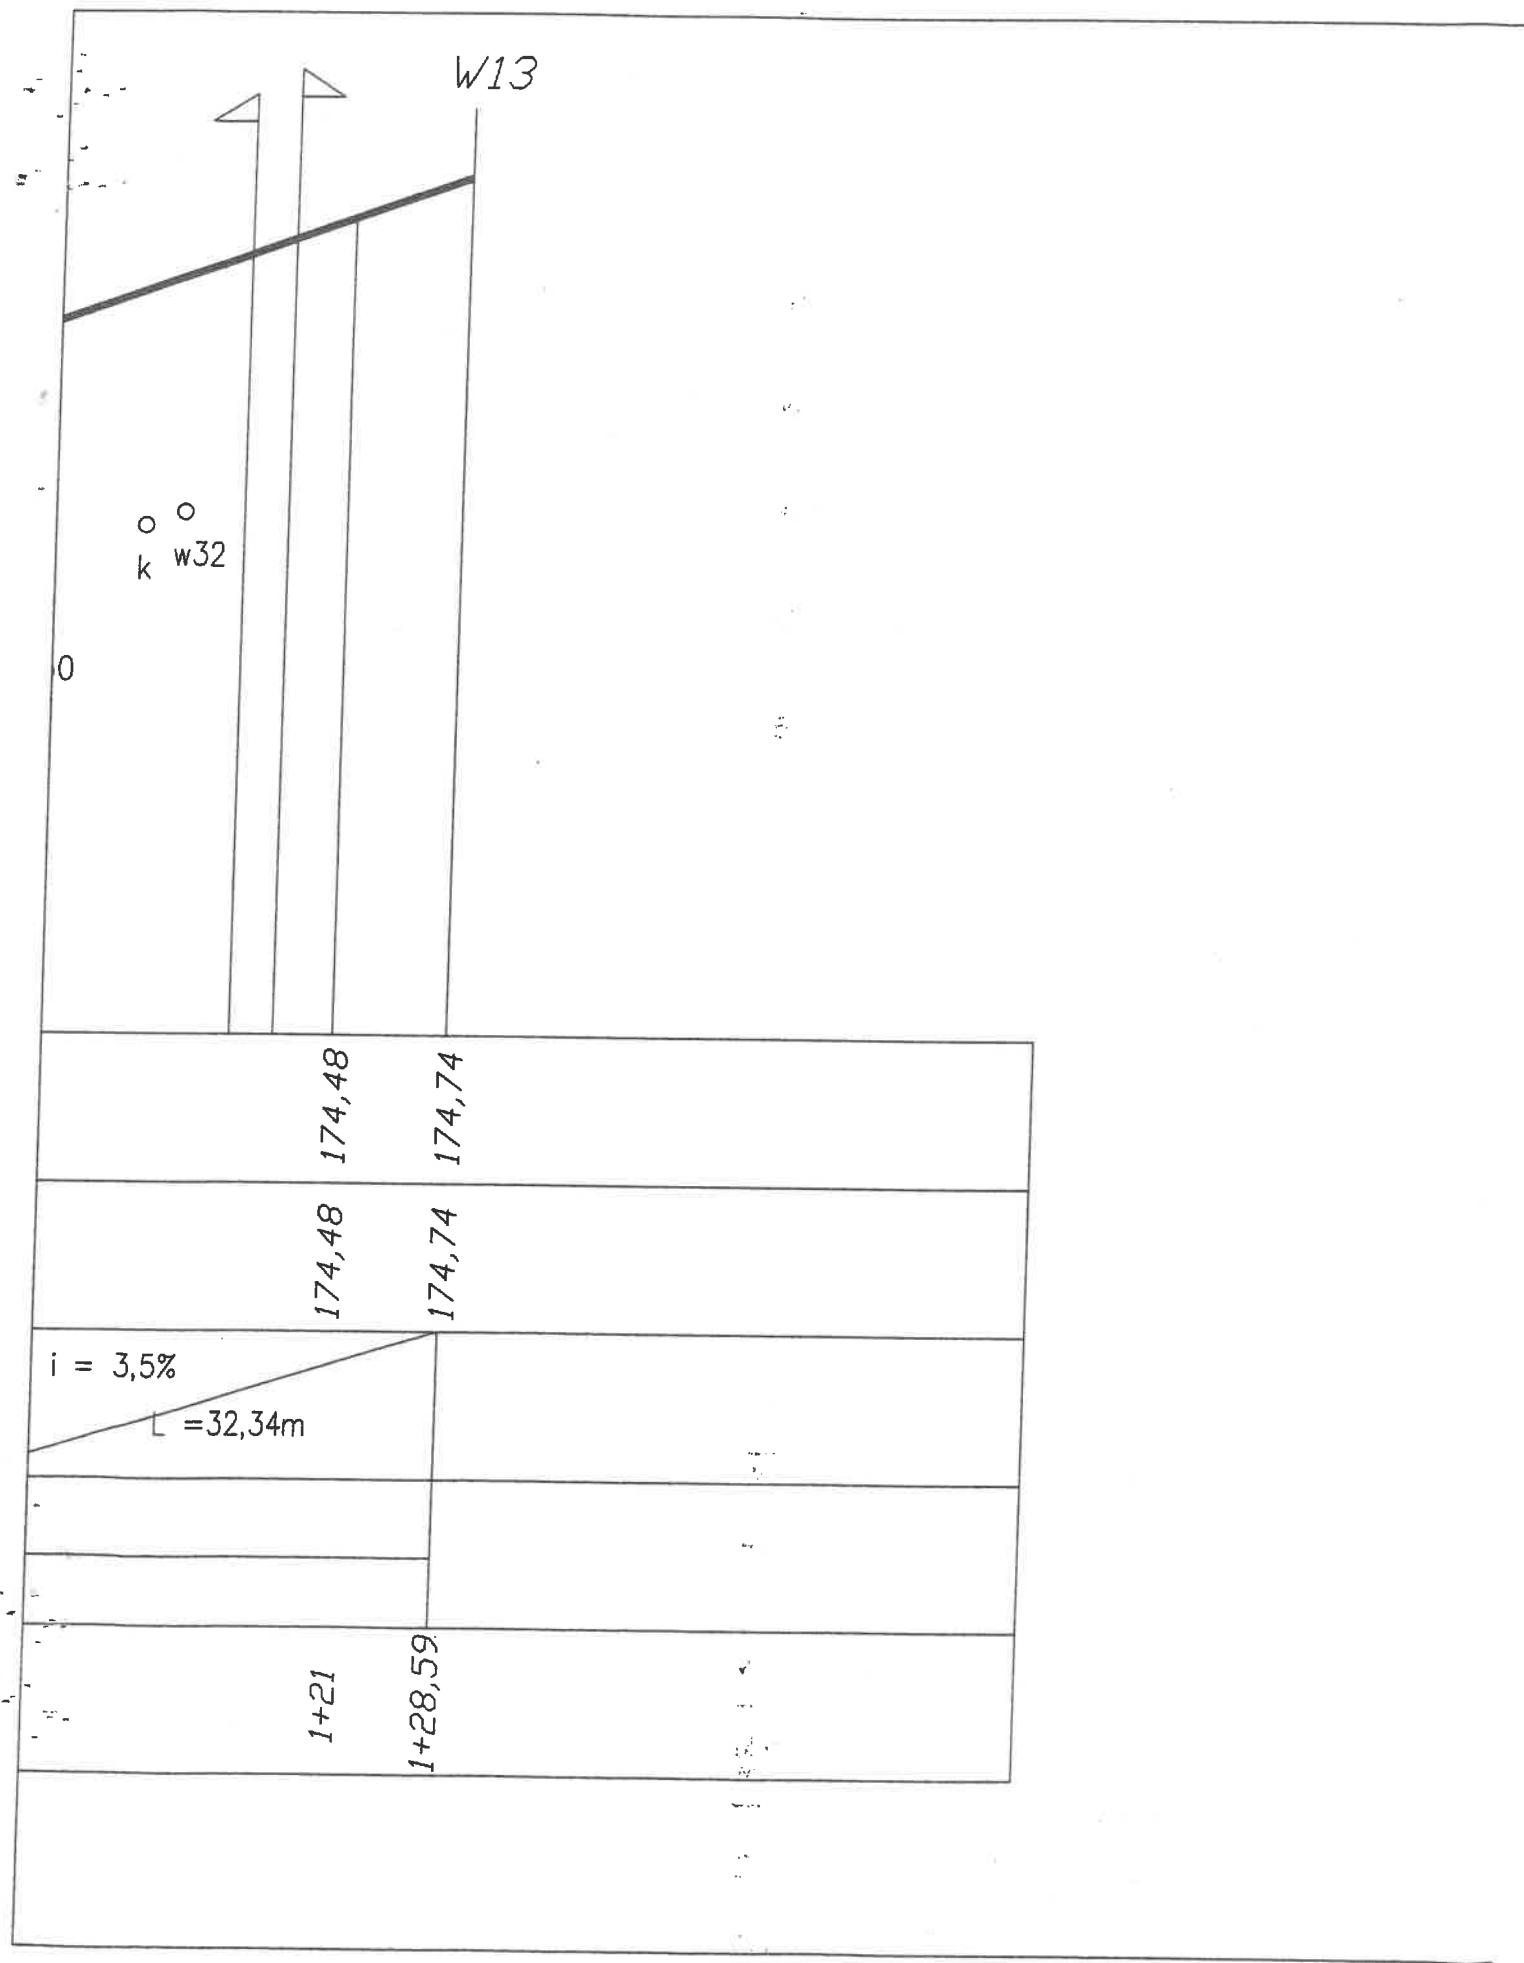 W13
k w32
0
174,48 174,74
174,48 174,74
i = 3,5%
L =32,34m
1+21 1+28,59